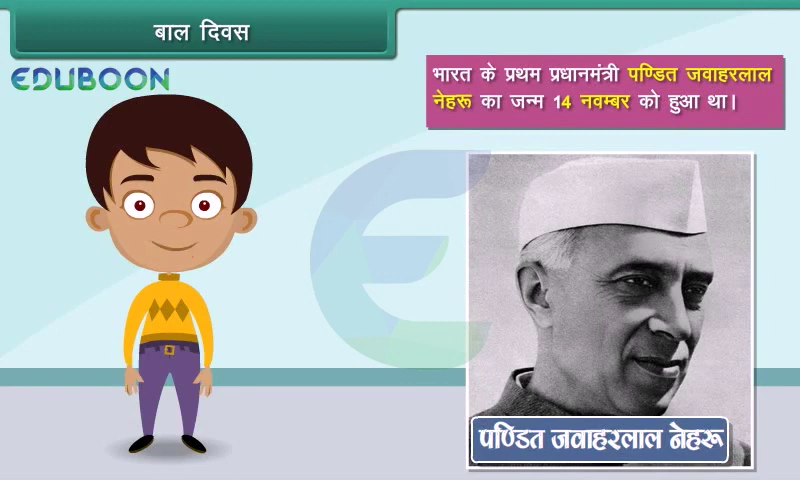 बाल दिवस
EDUBOON
भारत के प्रथम प्रधानमंत्री पण्डित जवाहरलाल
नेहरू का जन्म 14 नवम्बर को हुआ था।
पण्डित जवाहरलाल नेहरू